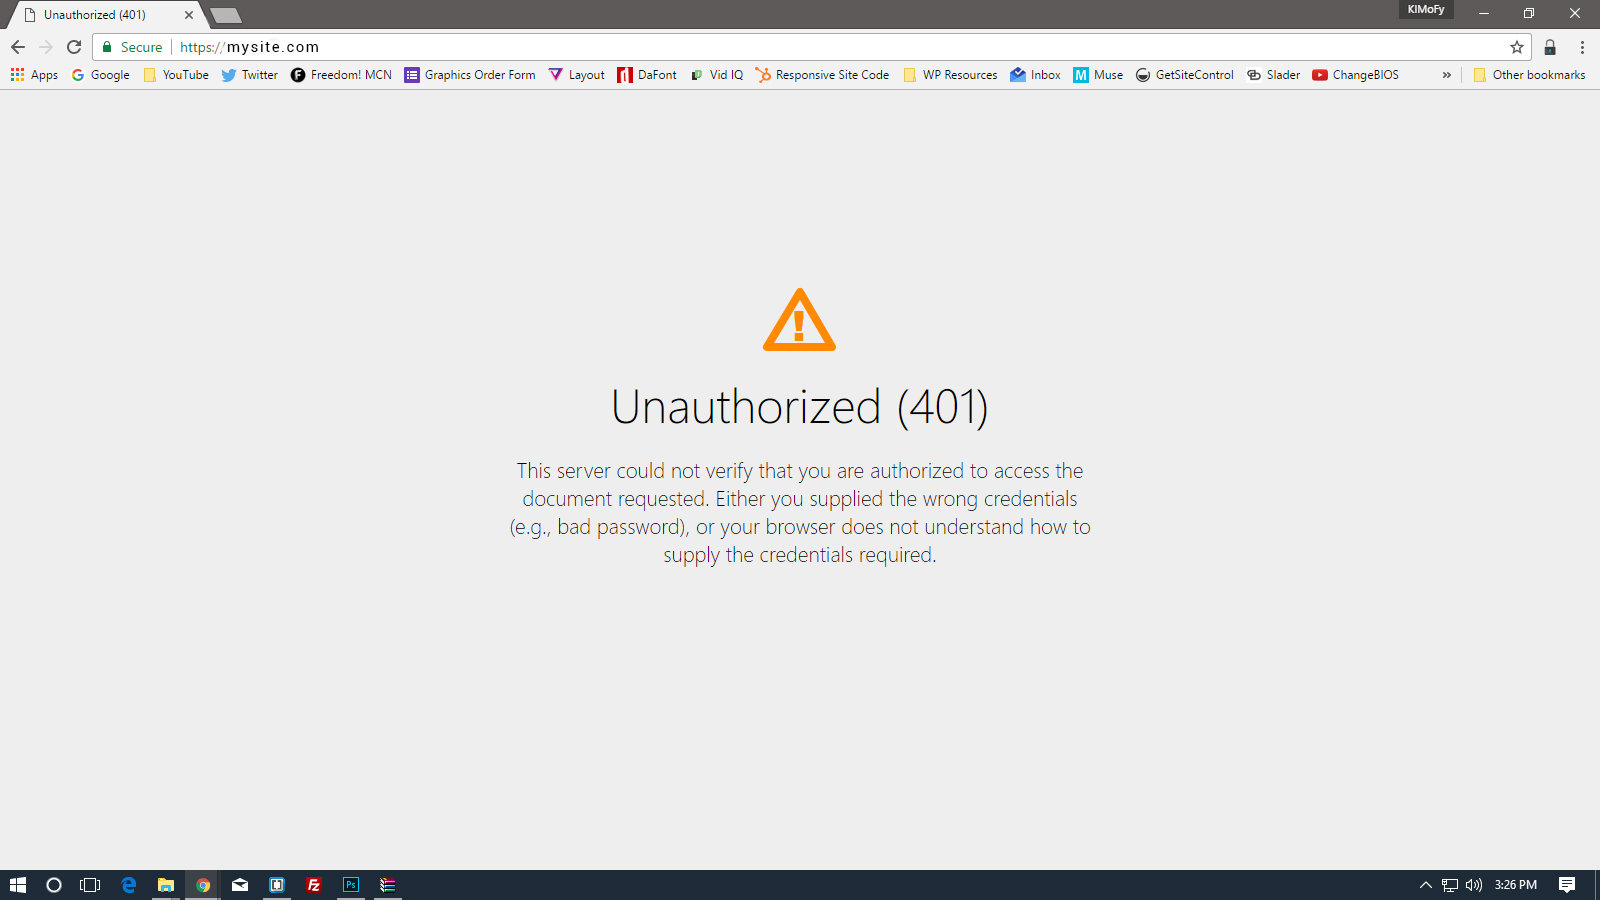 Unauthorized (401)
KIMoFy
Secure
https://mysite.com
Apps
Google
YouTube
Twitter
Freedom! MCN
Graphics Order Form
Layout
DaFont
Vid IQ
Responsive Site Code
WP Resources
Inbox
Muse
GetSiteControl
Slader
ChangeBIOS
»
Other bookmarks
Unauthorized (401)
This server could not verify that you are authorized to access the
document requested. Either you supplied the wrong credentials
(e.g., bad password), or your browser does not understand how to
supply the credentials required.
3:26 PM